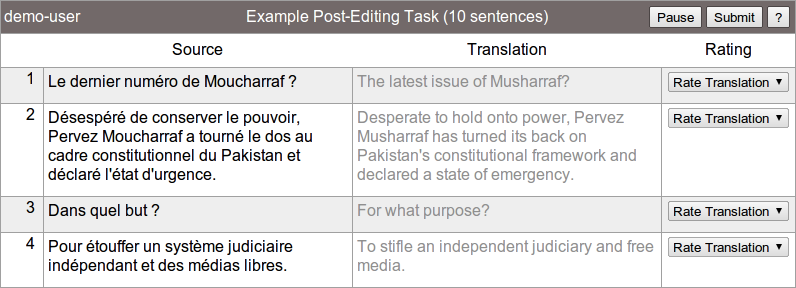 demo-user Example Post-Editing Task (10 sentences) Pause Submit ?
Source Translation Rating
1 Le dernier numéro de Moucharraf ? The latest issue of Musharraf? Rate Translation
2 Désespéré de conserver le pouvoir, Desperate to hold onto power, Pervez Rate Translation
Pervez Moucharraf a tourné le dos au Musharraf has turned its back on
cadre constitutionnel du Pakistan et Pakistan's constitutional framework and
déclaré l'état d'urgence. declared a state of emergency.
3 Dans quel but ? For what purpose? Rate Translation
4 Pour étouffer un système judiciaire To stifle an independent judiciary and free Rate Translation
indépendant et des médias libres. media.